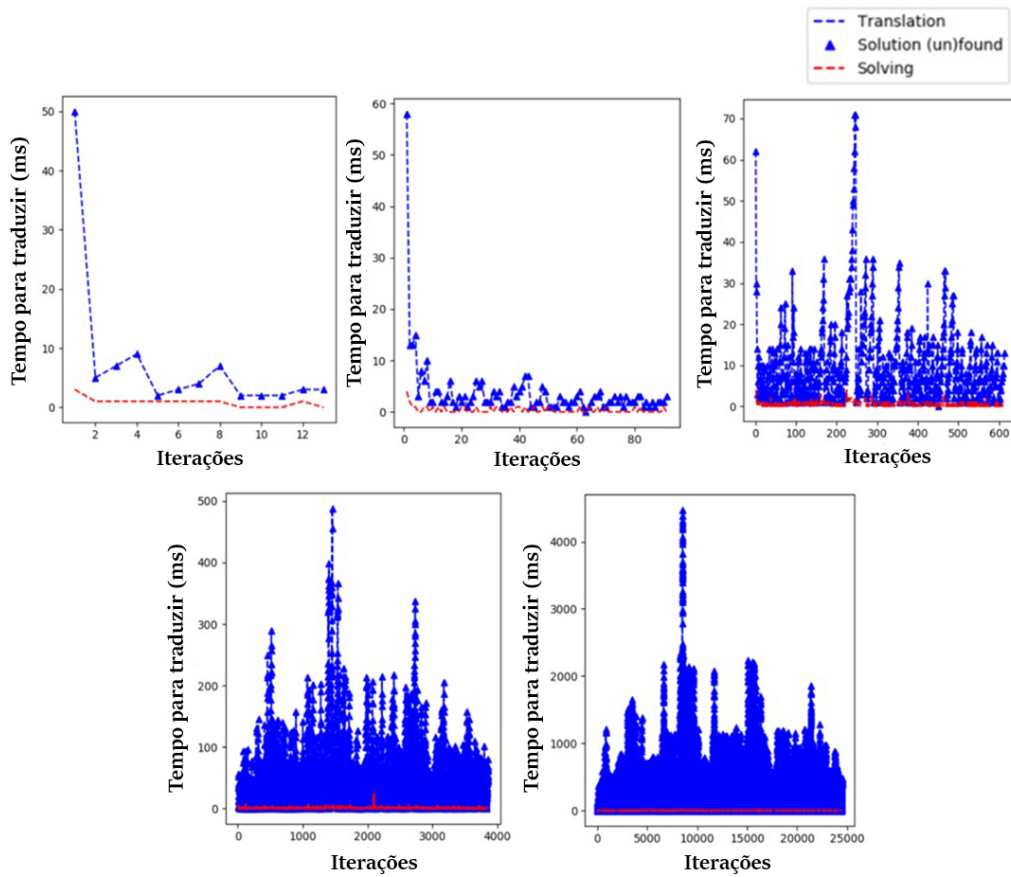 Translation
Solution (un)found
Solving
Tempo para traduzir (ms)
50
40
30
20
10
0
2 4 6 8 10 12
Iterações
Tempo para traduzir (ms)
60
50
40
30
20
10
0
0 20 40 60 80
Iterações
Tempo para traduzir (ms)
70
60
50
40
30
20
10
0
0 100 200 300 400 500 600
Iterações
Tempo para traduzir (ms)
500
400
300
200
100
0
0 1000 2000 3000 4000
Iterações
Tempo para traduzir (ms)
4000
3000
2000
1000
0
0 5000 10000 15000 20000 25000
Iterações